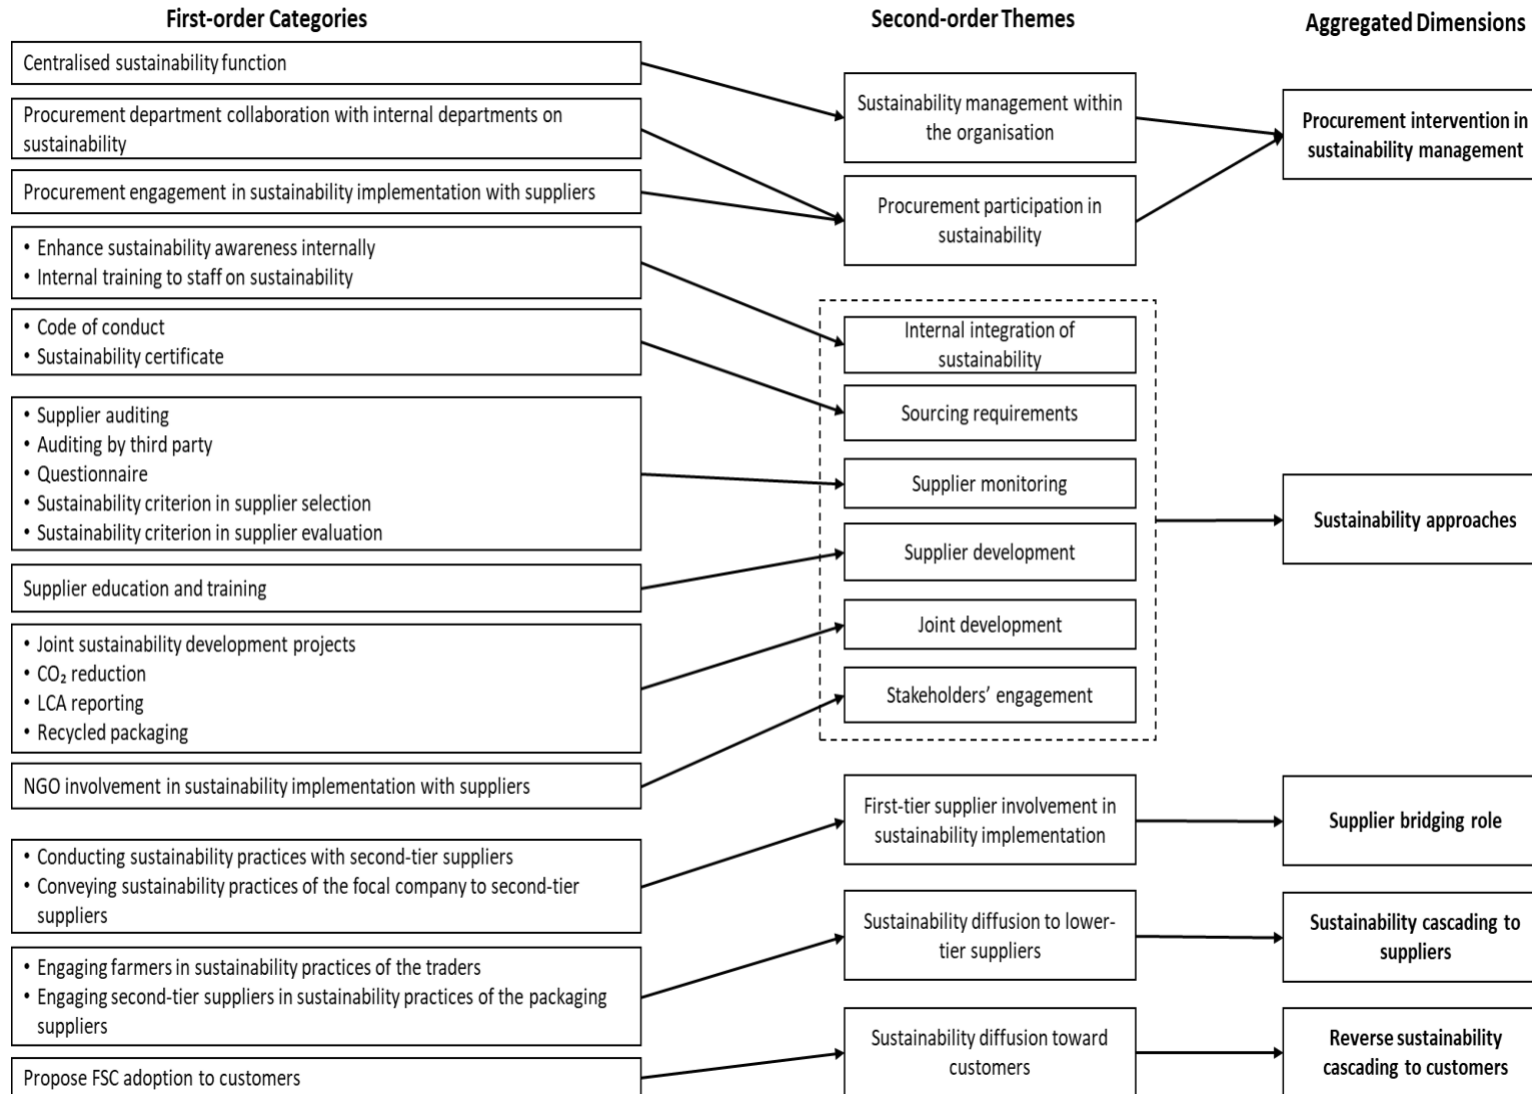 First-order Categories
Second-order Themes
Aggregated Dimensions
Centralised sustainability function
Procurement department collaboration with internal departments on
sustainability
Procurement engagement in sustainability implementation with suppliers
• Enhance sustainability awareness internally
• Internal training to staff on sustainability
• Code of conduct
• Sustainability certificate
• Supplier auditing
• Auditing by third party
• Questionnaire
• Sustainability criterion in supplier selection
• Sustainability criterion in supplier evaluation
Supplier education and training
• Joint sustainability development projects
• CO₂ reduction
• LCA reporting
• Recycled packaging
NGO involvement in sustainability implementation with suppliers
• Conducting sustainability practices with second-tier suppliers
• Conveying sustainability practices of the focal company to second-tier
suppliers
• Engaging farmers in sustainability practices of the traders
• Engaging second-tier suppliers in sustainability practices of the packaging
suppliers
Propose FSC adoption to customers
Sustainability management within
the organisation
Procurement participation in
sustainability
Internal integration of
sustainability
Sourcing requirements
Supplier monitoring
Supplier development
Joint development
Stakeholders’ engagement
First-tier supplier involvement in
sustainability implementation
Sustainability diffusion to lower-
tier suppliers
Sustainability diffusion toward
customers
Procurement intervention in
sustainability management
Sustainability approaches
Supplier bridging role
Sustainability cascading to
suppliers
Reverse sustainability
cascading to customers